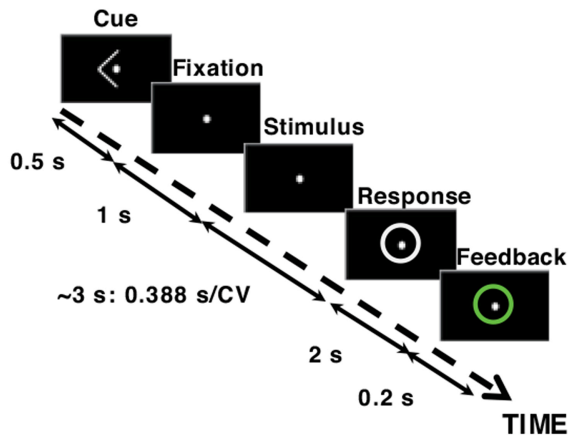 Cue
Fixation
Stimulus
Response
Feedback
0.5 s
1 s
~3 s: 0.388 s/CV
2 s
0.2 s
TIME